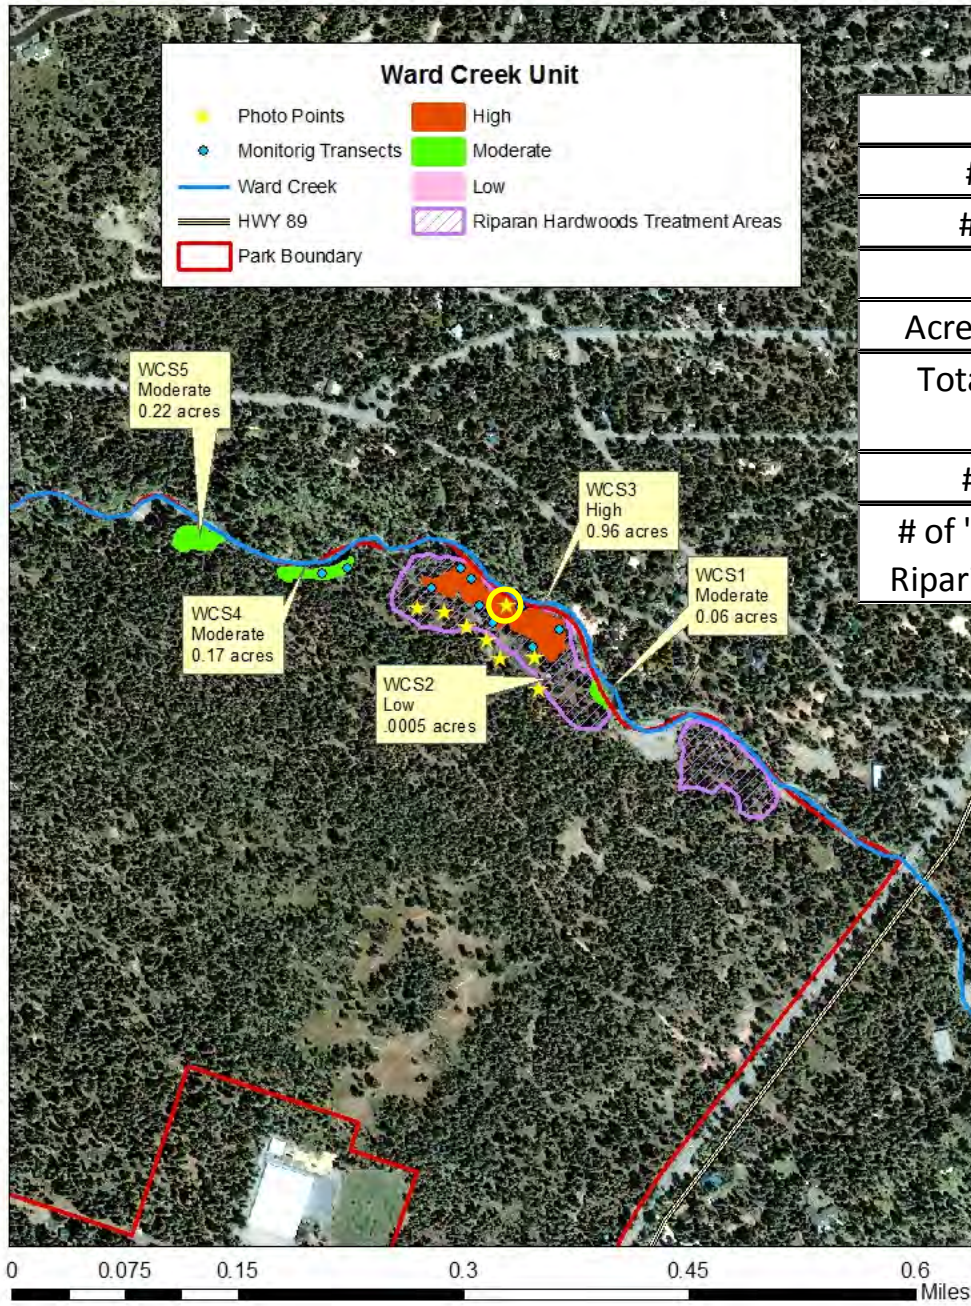 Ward Creek Unit
Photo Points
Monitorig Transects
Ward Creek
HWY 89
Park Boundary
High
Moderate
Low
Riparan Hardwoods Treatment Areas
#
#
Acre
Tota
#
# of "
Ripar
WCS5
Moderate
0.22 acres
WCS3
High
0.96 acres
WCS1
Moderate
0.06 acres
WCS4
Moderate
0.17 acres
WCS2
Low
.0005 acres
0 0.075 0.15 0.3 0.45 0.6
Miles